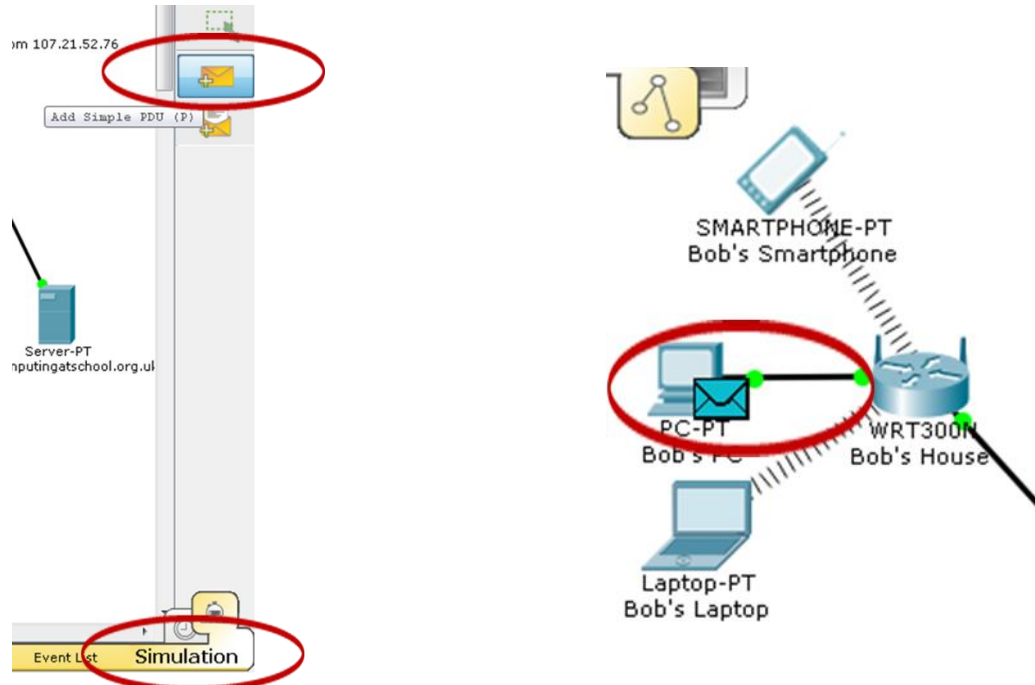 om 107.21.52.76
Add Simple PDU (P)
Server-PT
nputingatschool.org.uk
Event List
Simulation
SMARTPHONE-PT
Bob's Smartphone
PC-PT
Bob's PC
WRT300N
Bob's House
Laptop-PT
Bob's Laptop